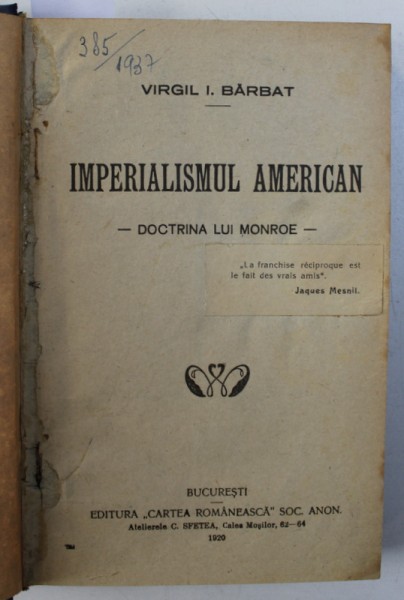 385/1937
VIRGIL I. BĂRBAT
IMPERIALISMUL AMERICAN
— DOCTRINA LUI MONROE —
„La franchise réciproque est
le fait des vrais amis“.
Jaques Mesnil.
BUCUREȘTI
EDITURA „CARTEA ROMÂNEASCĂ” SOC. ANON.
Atelierele C. SFETEA, Calea Moșilor, 62—64
1920